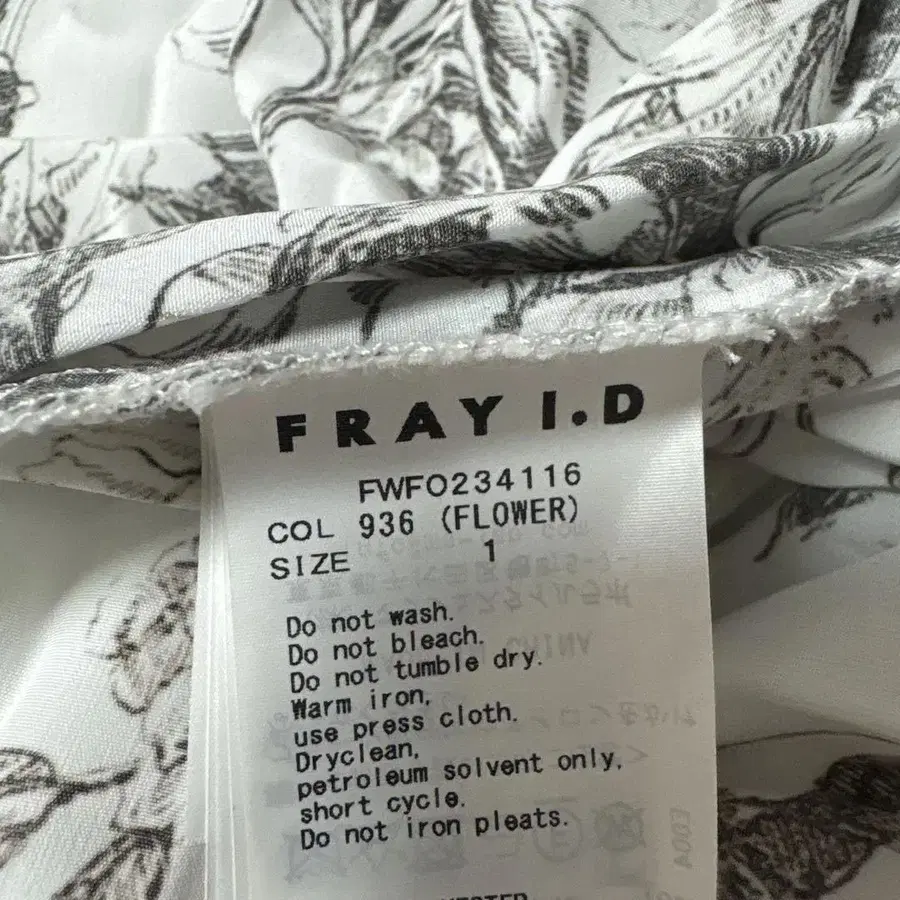 FRAY I.D
FWFO234116
COL 936 (FLOWER)
SIZE 1
Do not wash.
Do not bleach.
Do not tumble dry.
Warm iron,
use press cloth.
Dryclean,
petroleum solvent only,
short cycle.
Do not iron pleats.